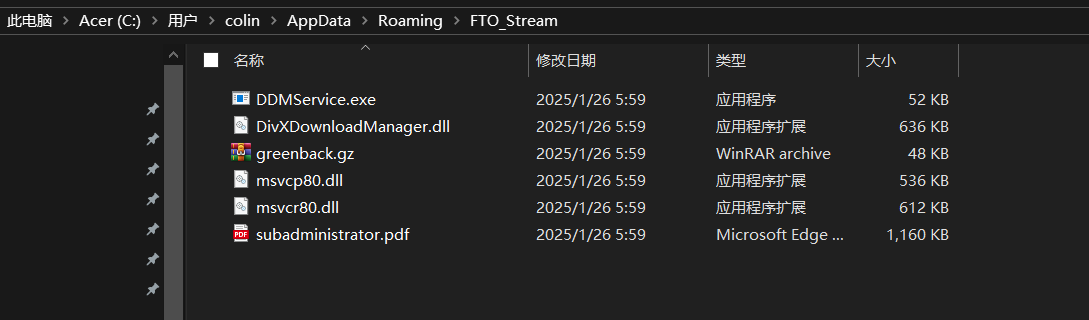 此电脑 > Acer (C:) > 用户 > colin > AppData > Roaming > FTO_Stream
名称 修改日期 类型 大小
DDMService.exe 2025/1/26 5:59 应用程序 52 KB
DivXDownloadManager.dll 2025/1/26 5:59 应用程序扩展 636 KB
greenback.gz 2025/1/26 5:59 WinRAR archive 48 KB
msvcp80.dll 2025/1/26 5:59 应用程序扩展 536 KB
msvcr80.dll 2025/1/26 5:59 应用程序扩展 612 KB
subadministrator.pdf 2025/1/26 5:59 Microsoft Edge ... 1,160 KB